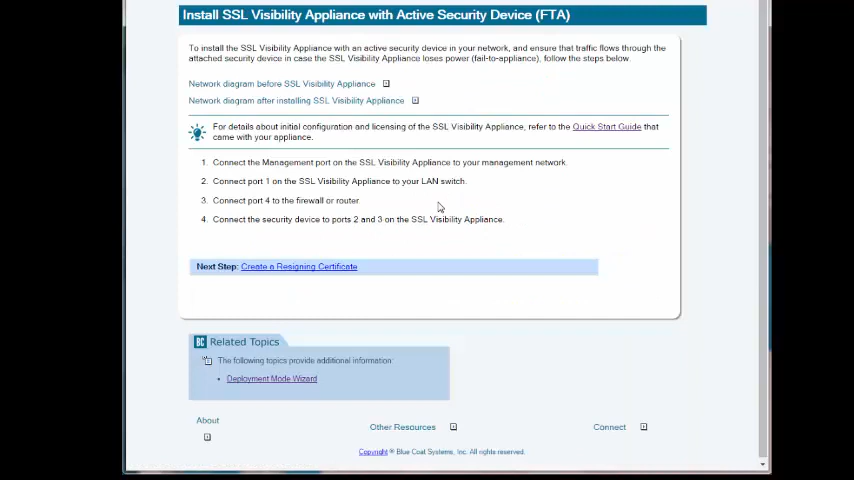 Install SSL Visibility Appliance with Active Security Device (FTA)
To install the SSL Visibility Appliance with an active security device in your network, and ensure that traffic flows through the
attached security device in case the SSL Visibility Appliance loses power (fail-to-appliance), follow the steps below.
Network diagram before SSL Visibility Appliance
Network diagram after installing SSL Visibility Appliance
For details about initial configuration and licensing of the SSL Visibility Appliance, refer to the Quick Start Guide that
came with your appliance.
1. Connect the Management port on the SSL Visibility Appliance to your management network.
2. Connect port 1 on the SSL Visibility Appliance to your LAN switch.
3. Connect port 4 to the firewall or router.
4. Connect the security device to ports 2 and 3 on the SSL Visibility Appliance.
Next Step: Create a Resigning Certificate
BC Related Topics
The following topics provide additional information:
• Deployment Mode Wizard
About
Other Resources
Connect
Copyright ® Blue Coat Systems, Inc. All rights reserved.